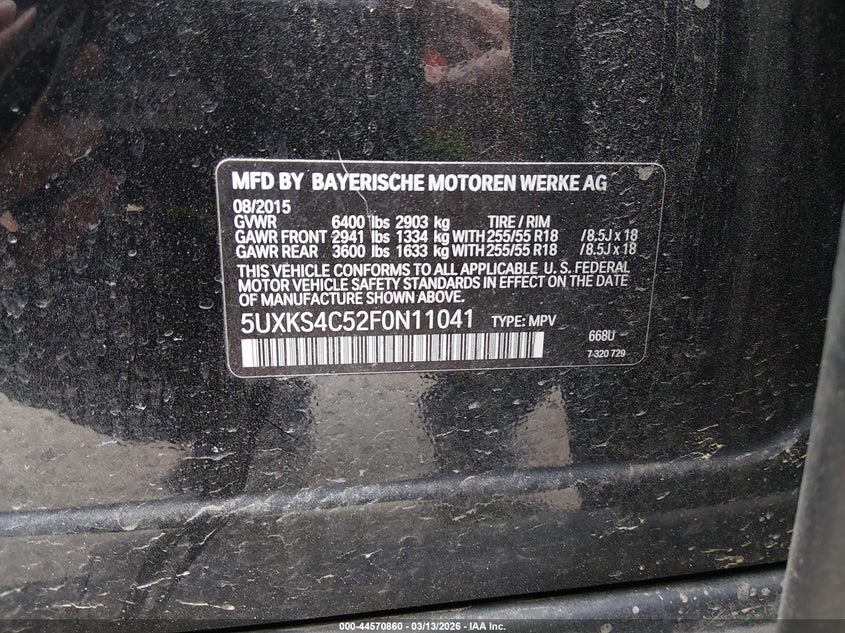 MFD BY BAYERISCHE MOTOREN WERKE AG
08/2015
GVWR 6400 lbs 2903 kg TIRE / RIM
GAWR FRONT 2941 lbs 1334 kg WITH 255/55 R18 / 8.5J x 18
GAWR REAR 3600 lbs 1633 kg WITH 255/55 R18 / 8.5J x 18
THIS VEHICLE CONFORMS TO ALL APPLICABLE U.S. FEDERAL
MOTOR VEHICLE SAFETY STANDARDS IN EFFECT ON THE DATE
OF MANUFACTURE SHOWN ABOVE.
5UXKS4C52F0N11041 TYPE: MPV
668U
7 320 729
000-44570860 - 03/13/2026 - IAA Inc.